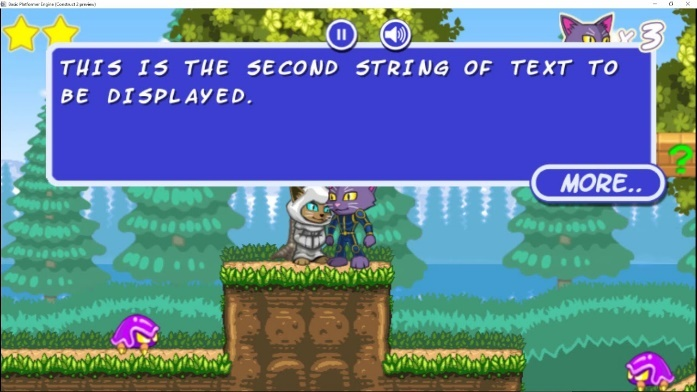 Basic Platformer Engine (Construct 2 preview)
x3
THIS IS THE SECOND STRING OF TEXT TO
BE DISPLAYED.
?
MORE..